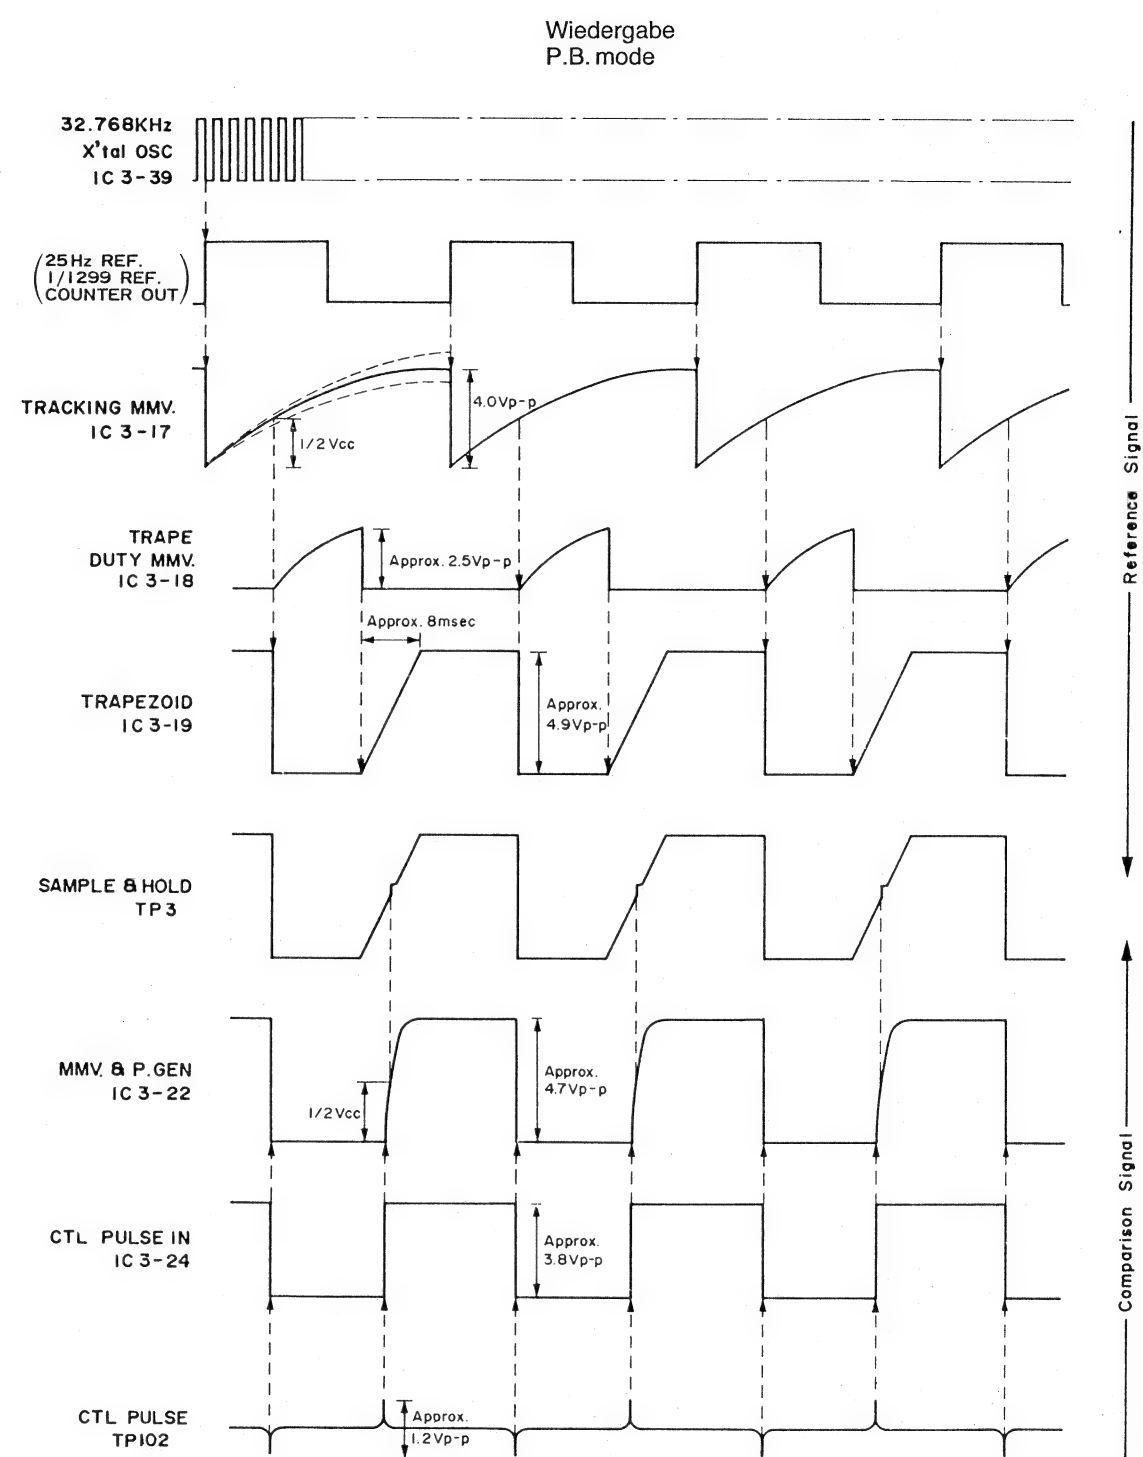 Wiedergabe
P.B. mode
32.768KHz
X'tal OSC
IC 3-39
25Hz REF.
1/1299 REF.
COUNTER OUT
TRACKING MMV.
IC 3-17
1/2 Vcc
4.0Vp-p
TRAPE
DUTY MMV.
IC 3-18
Approx. 2.5Vp-p
Approx. 8msec
TRAPEZOID
IC 3-19
Approx.
4.9Vp-p
Reference Signal
SAMPLE & HOLD
TP3
MMV. & P.GEN
IC 3-22
1/2 Vcc
Approx.
4.7Vp-p
CTL PULSE IN
IC 3-24
Approx.
3.8Vp-p
Comparison Signal
CTL PULSE
TP102
Approx.
1.2Vp-p